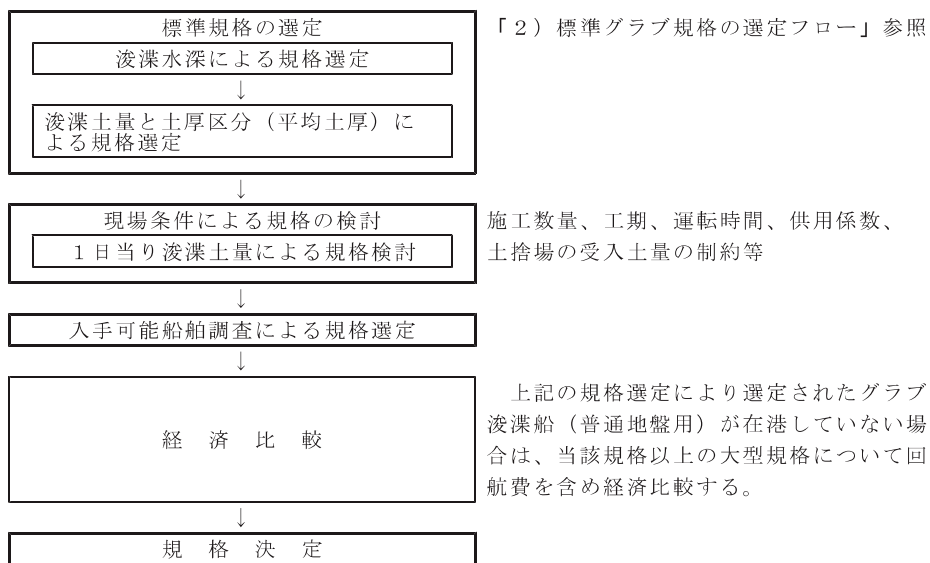 標準規格の選定
「２）標準グラブ規格の選定フロー」参照
浚渫水深による規格選定
↓
浚渫土量と土厚区分（平均土厚）に
よる規格選定
↓
現場条件による規格の検討
施工数量、工期、運転時間、供用係数、
１日当り浚渫土量による規格検討
土捨場の受入土量の制約等
↓
入手可能船舶調査による規格選定
↓
経済比較
上記の規格選定により選定されたグラブ
浚渫船（普通地盤用）が在港していない場
合は、当該規格以上の大型規格について回
航費を含め経済比較する。
↓
規格決定